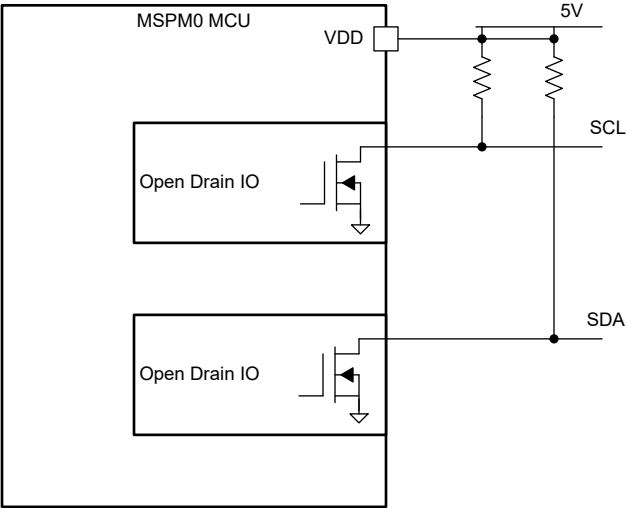 MSPM0 MCU
5V
VDD
SCL
Open Drain IO
SDA
Open Drain IO